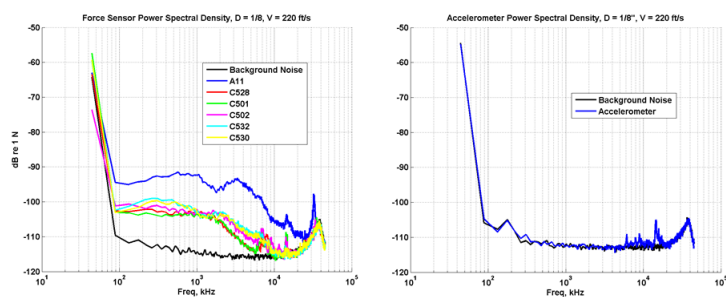 Force Sensor Power Spectral Density, D = 1/8, V = 220 ft/s
-50
-60
-70
-80
-90
-100
-110
-120
dB re 1 N
Background Noise
A11
C528
C501
C502
C532
C530
10^1
10^2
10^3
10^4
10^5
Freq, kHz
Accelerometer Power Spectral Density, D = 1/8", V = 220 ft/s
-50
-60
-70
-80
-90
-100
-110
-120
Background Noise
Accelerometer
10^1
10^2
10^3
10^4
10^5
Freq, kHz